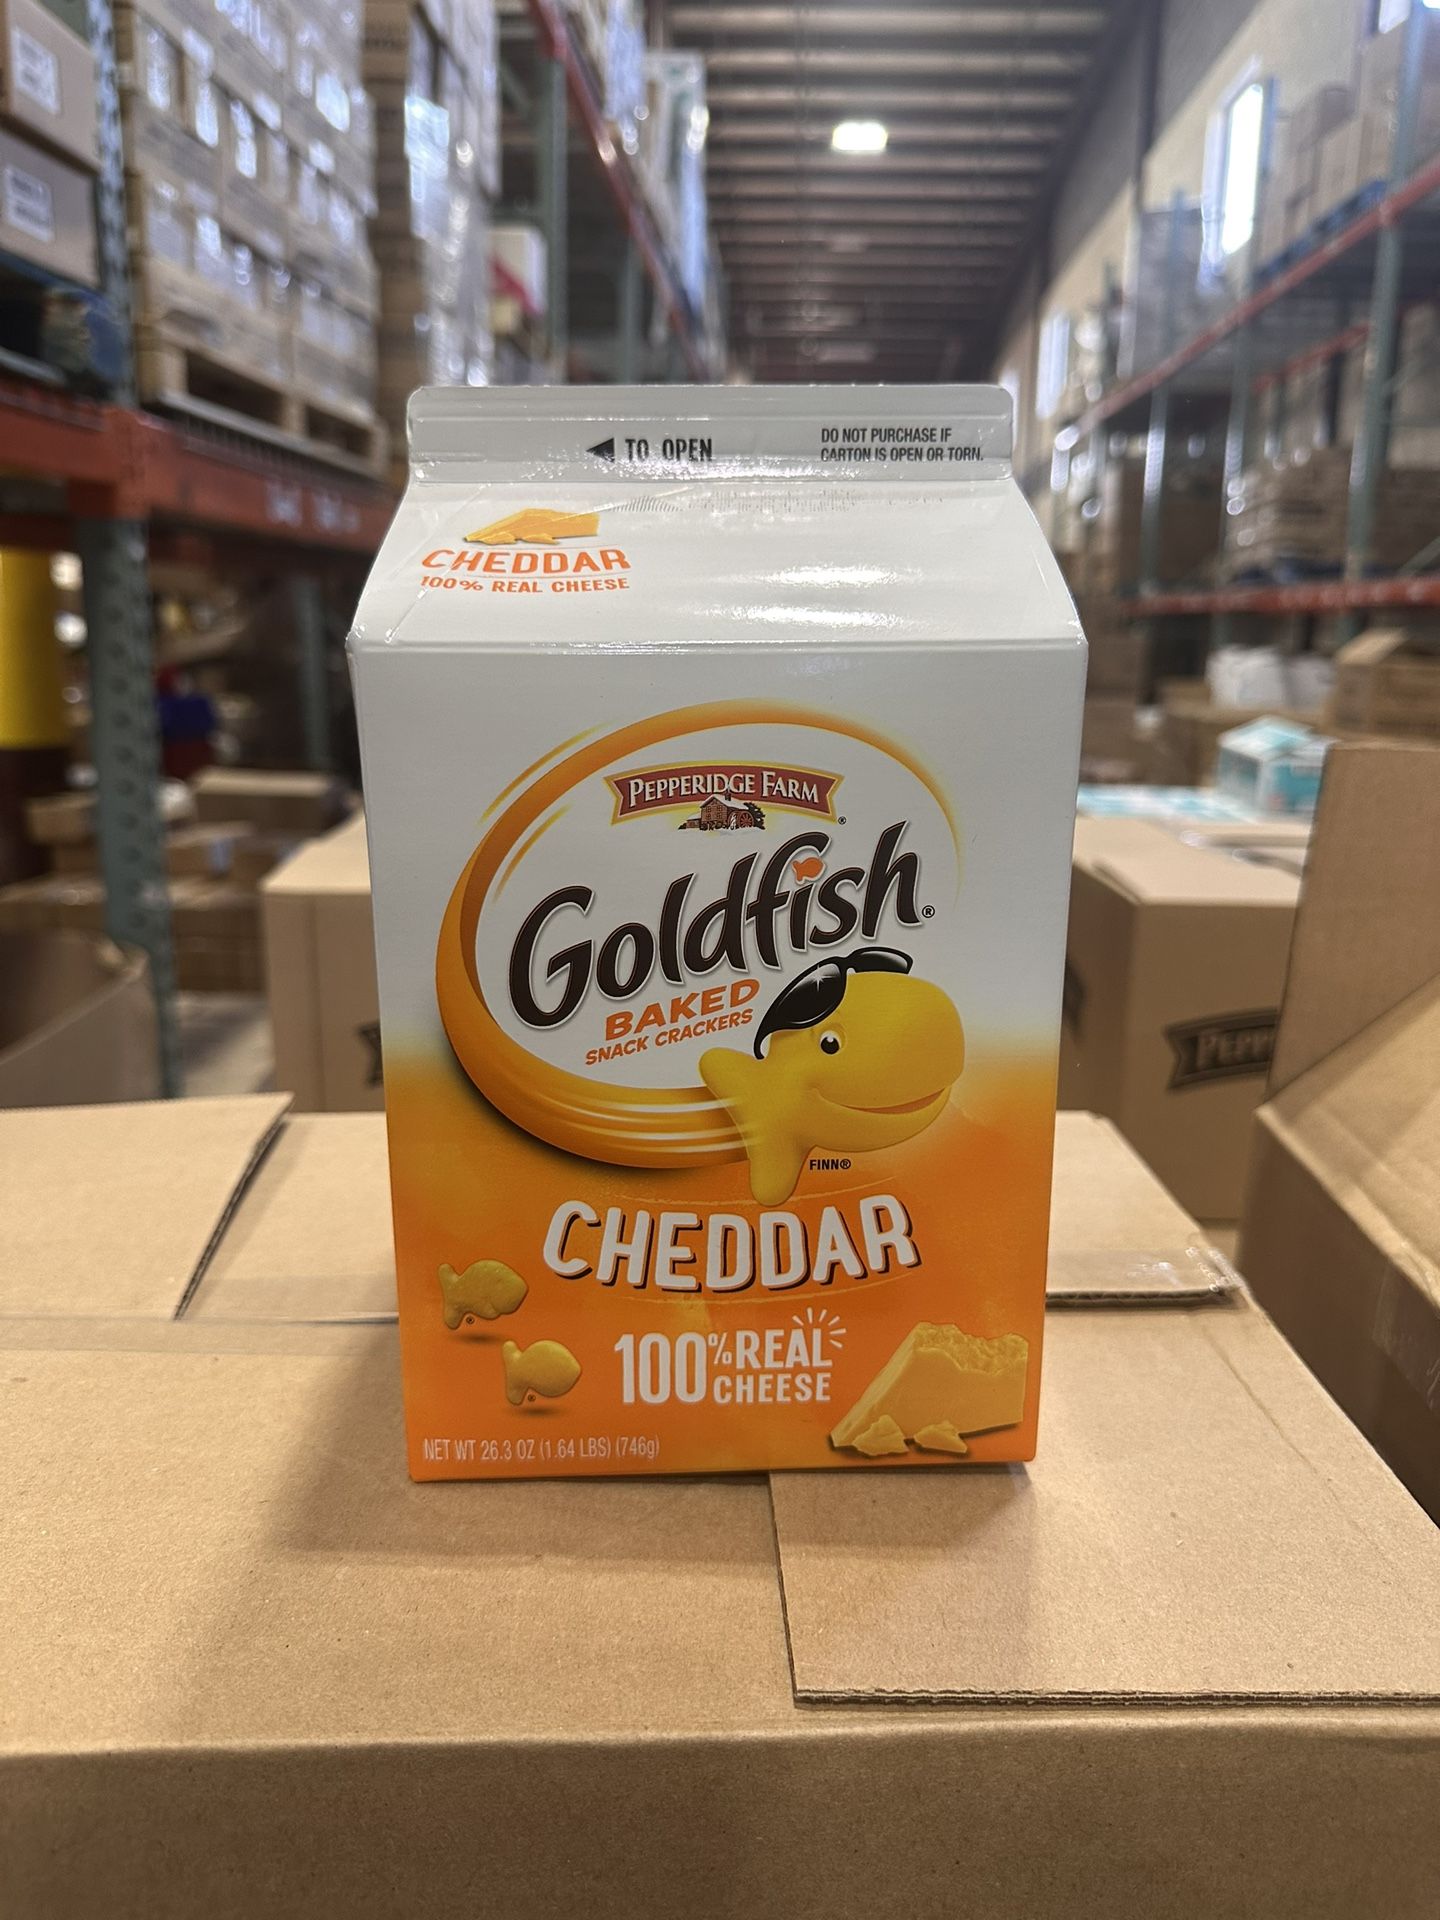 ◀ TO OPEN
DO NOT PURCHASE IF
CARTON IS OPEN OR TORN.
CHEDDAR
100% REAL CHEESE
PEPPERIDGE FARM®
Goldfish®
BAKED
SNACK CRACKERS
FINN®
CHEDDAR
100% REAL
CHEESE
NET WT 26.3 OZ (1.64 LBS) (746g)